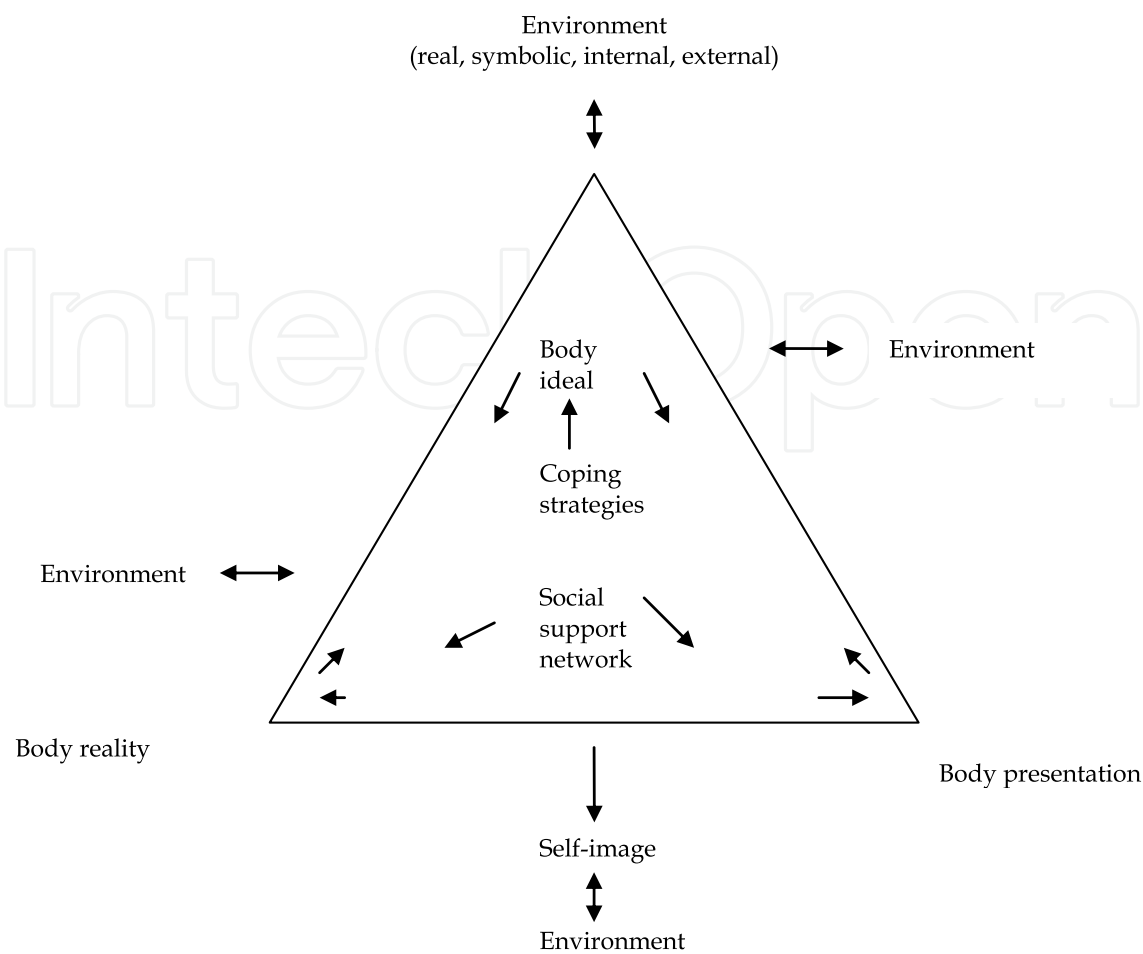 Environment
(real, symbolic, internal, external)
IntechOpen
Body
ideal
Environment
Coping
strategies
Environment
Social
support
network
Body reality
Body presentation
Self-image
Environment